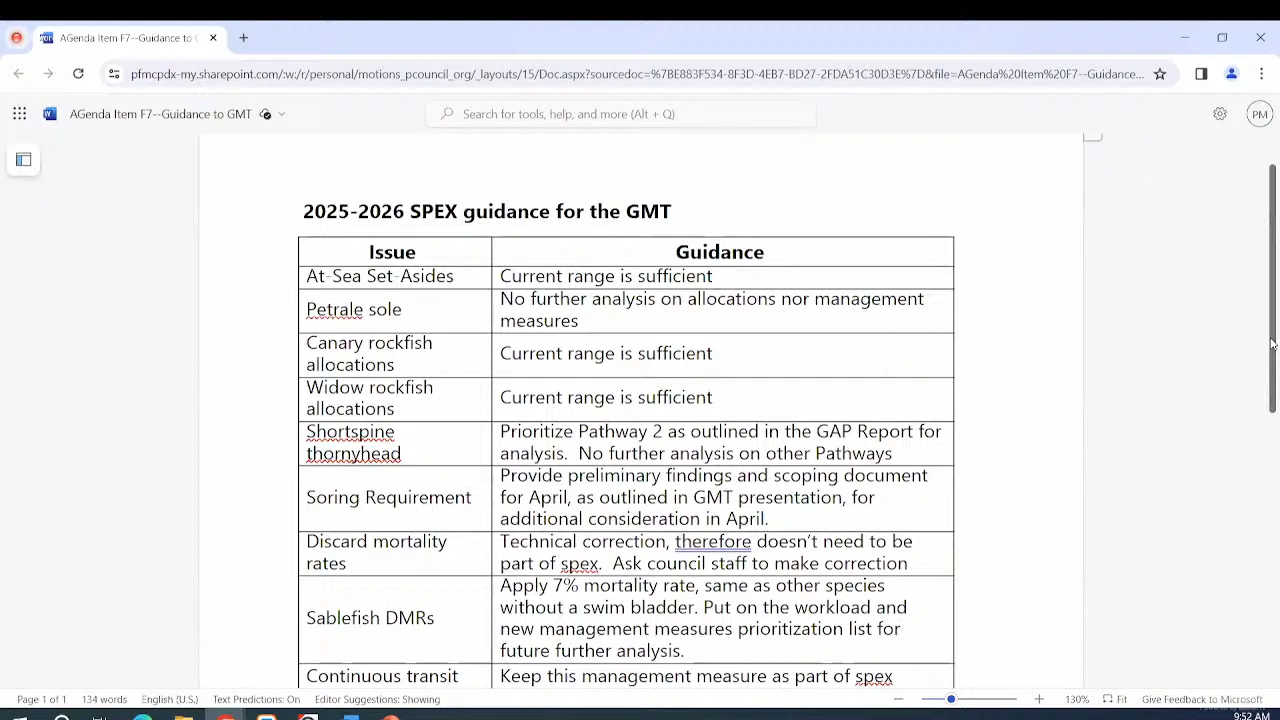 AGenda Item F7--Guidance to G
pfmcpdx-my.sharepoint.com/:w:/r/personal/motions_pcouncil_org/_layouts/15/Doc.aspx?sourcedoc=%7BE883F534-8F3D-4EB7-BD27-2FDA51C30D3E%7D&file=AGenda%20Item%20F7--Guidance...
AGenda Item F7--Guidance to GMT
Search for tools, help, and more (Alt + Q)
PM
2025-2026 SPEX guidance for the GMT
Issue Guidance
At-Sea Set-Asides Current range is sufficient
Petrale sole No further analysis on allocations nor management
measures
Canary rockfish
allocations Current range is sufficient
Widow rockfish
allocations Current range is sufficient
Shortspine
thornyhead Prioritize Pathway 2 as outlined in the GAP Report for
analysis. No further analysis on other Pathways
Soring Requirement Provide preliminary findings and scoping document
for April, as outlined in GMT presentation, for
additional consideration in April.
Discard mortality
rates Technical correction, therefore doesn't need to be
part of spex. Ask council staff to make correction
Sablefish DMRs Apply 7% mortality rate, same as other species
without a swim bladder. Put on the workload and
new management measures prioritization list for
future further analysis.
Continuous transit Keep this management measure as part of spex
Page 1 of 1 134 words English (U.S.) Text Predictions: On Editor Suggestions: Showing 130% Fit Give Feedback to Microsoft
9:52 AM